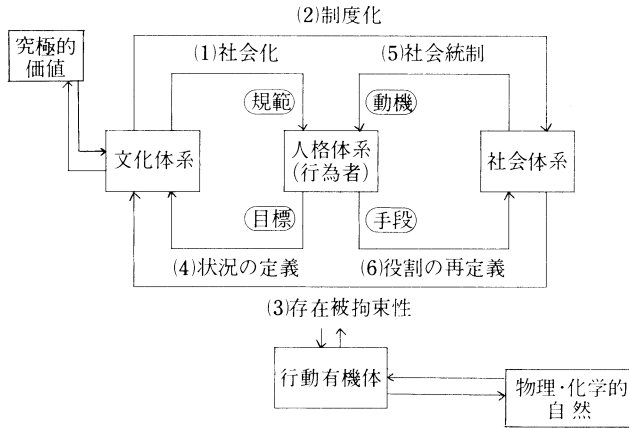 (2)制度化
究極的
価値
(1)社会化
(5)社会統制
規範
動機
文化体系
人格体系
(行為者)
社会体系
目標
手段
(4)状況の定義
(6)役割の再定義
(3)存在被拘束性
行動有機体
物理・化学的
自然